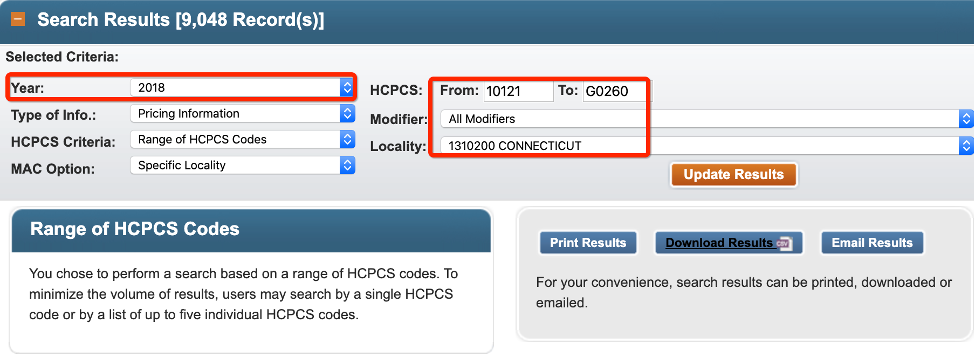 Search Results [9,048 Record(s)]
Selected Criteria:
Year: 2018
Type of Info.: Pricing Information
HCPCS Criteria: Range of HCPCS Codes
MAC Option: Specific Locality
HCPCS: From: 10121 To: G0260
Modifier: All Modifiers
Locality: 1310200 CONNECTICUT
Update Results
Range of HCPCS Codes
You chose to perform a search based on a range of HCPCS codes. To
minimize the volume of results, users may search by a single HCPCS
code or by a list of up to five individual HCPCS codes.
Print Results Download Results CSV Email Results
For your convenience, search results can be printed, downloaded or
emailed.